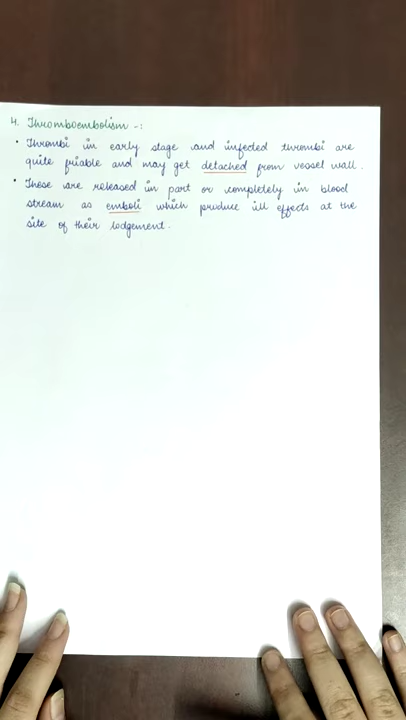 4. Thromboembolism -:
• Thrombi in early stage and infected thrombi are
quite friable and may get detached from vessel wall.
• These are released in part or completely in blood
stream as emboli which produce ill effects at the
site of their lodgement.